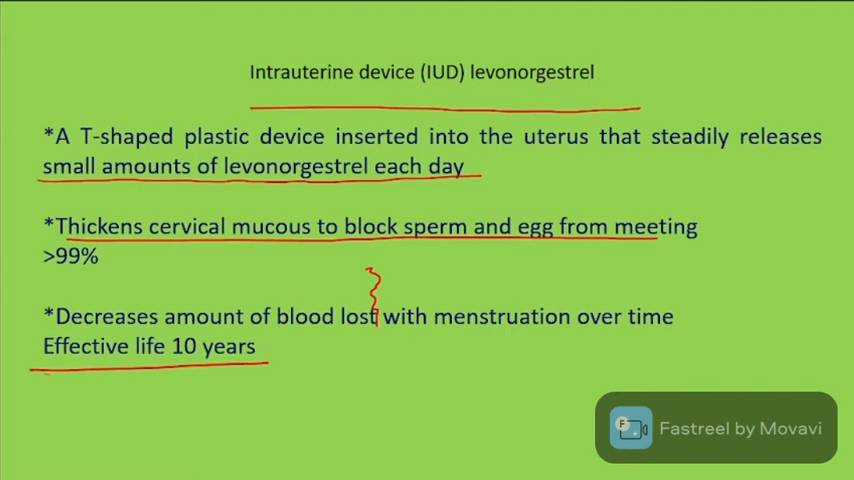 Intrauterine device (IUD) levonorgestrel
*A T-shaped plastic device inserted into the uterus that steadily releases
small amounts of levonorgestrel each day
*Thickens cervical mucous to block sperm and egg from meeting
>99%
*Decreases amount of blood lost with menstruation over time
Effective life 10 years
F
Fastreel by Movavi